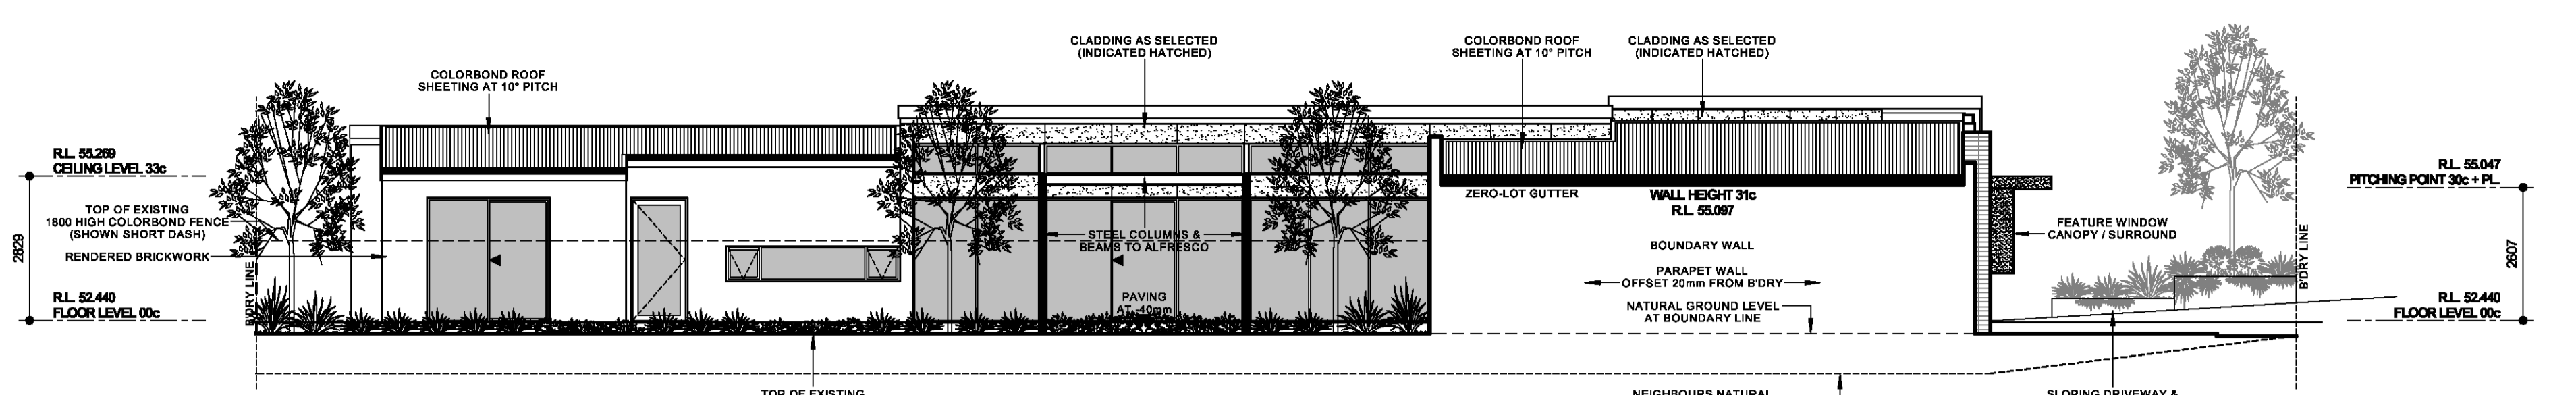 CLADDING AS SELECTED
(INDICATED HATCHED)
COLORBOND ROOF
SHEETING AT 10° PITCH
CLADDING AS SELECTED
(INDICATED HATCHED)
COLORBOND ROOF
SHEETING AT 10° PITCH
R.L. 55.269
CEILING LEVEL 33c
R.L. 55.047
PITCHING POINT 30c + PL.
ZERO-LOT GUTTER
WALL HEIGHT 31c
R.L. 55.097
TOP OF EXISTING
1800 HIGH COLORBOND FENCE
(SHOWN SHORT DASH)
FEATURE WINDOW
CANOPY / SURROUND
STEEL COLUMNS &
BEAMS TO ALFRESCO
BOUNDARY WALL
RENDERED BRICKWORK
2829
B'DRY LINE
PARAPET WALL
OFFSET 20mm FROM B'DRY
B'DRY LINE
2607
PAVING
AT -40mm
NATURAL GROUND LEVEL
AT BOUNDARY LINE
R.L. 52.440
FLOOR LEVEL 00c
R.L. 52.440
FLOOR LEVEL 00c
TOP OF EXISTING
NEIGHBOURS NATURAL
SLOPING DRIVEWAY &